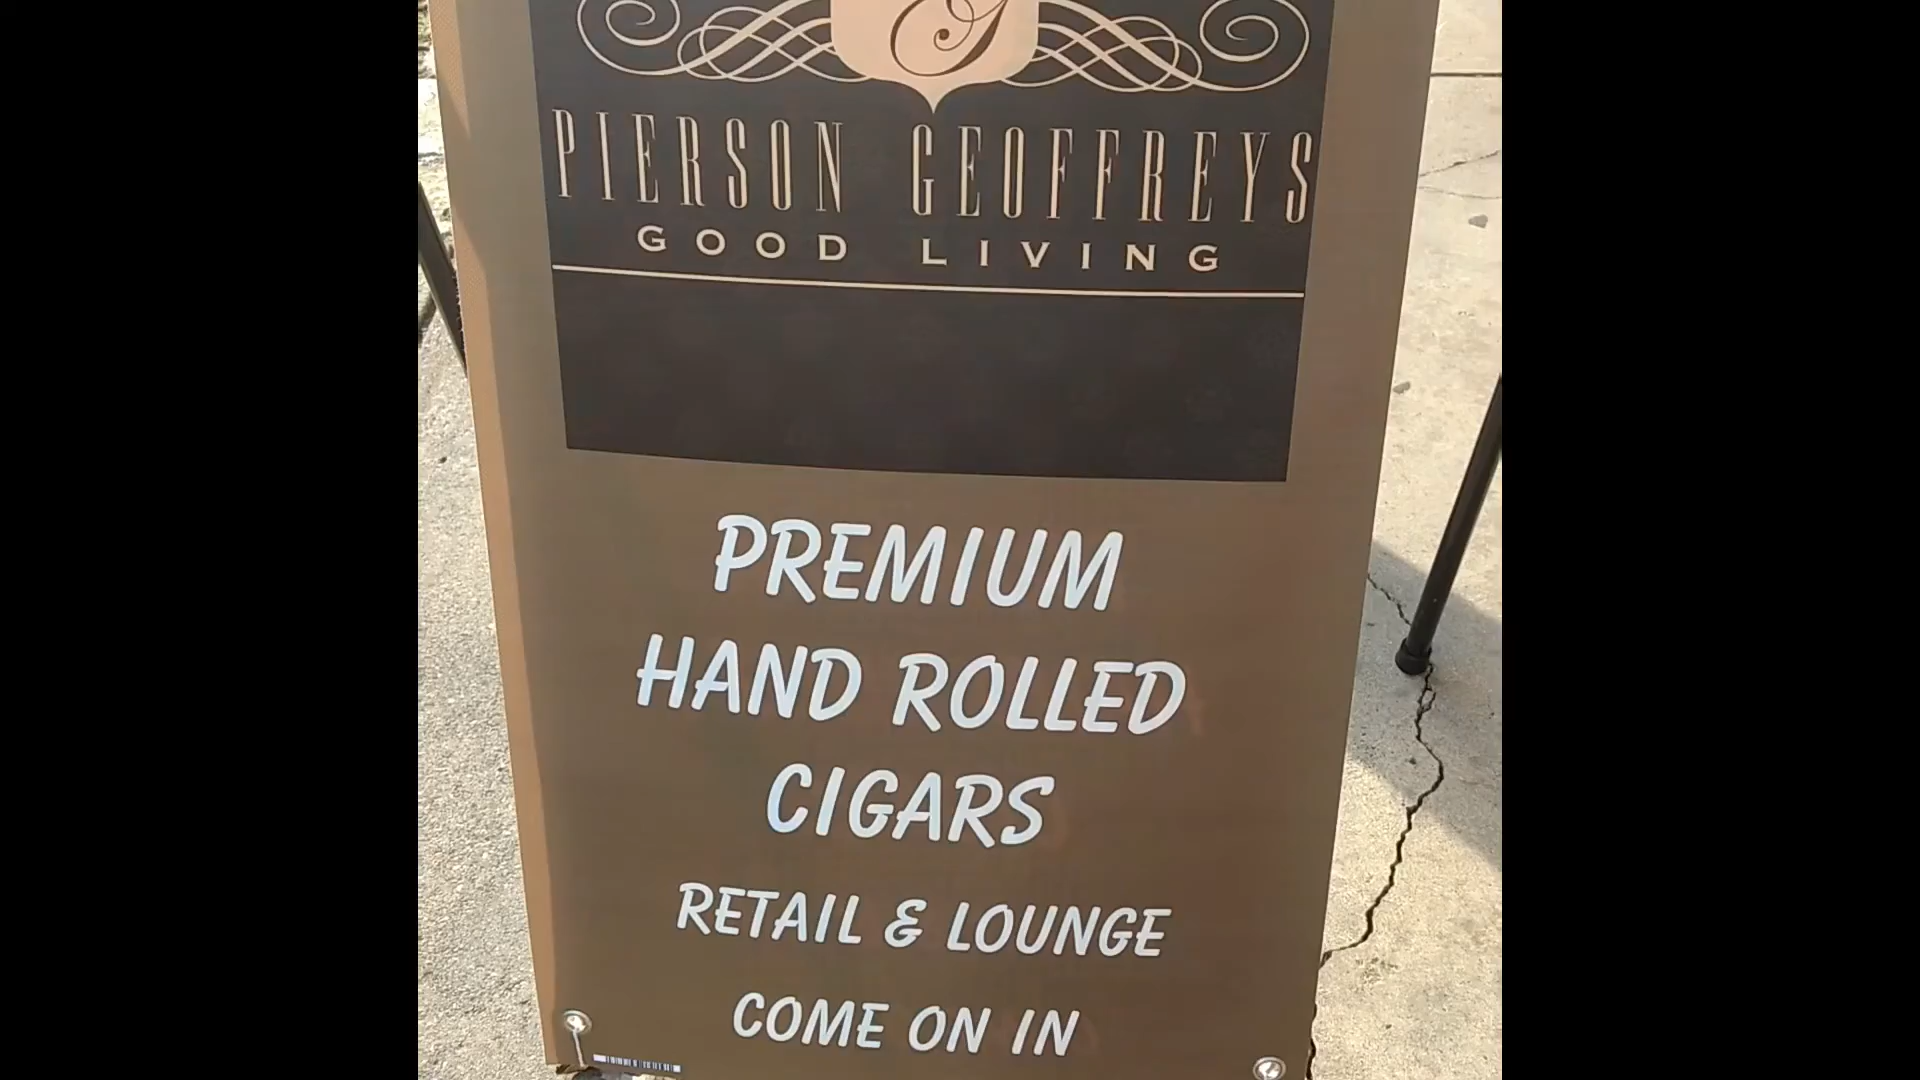 G
PIERSON GEOFFREYS
GOOD LIVING
PREMIUM
HAND ROLLED
CIGARS
RETAIL & LOUNGE
COME ON IN